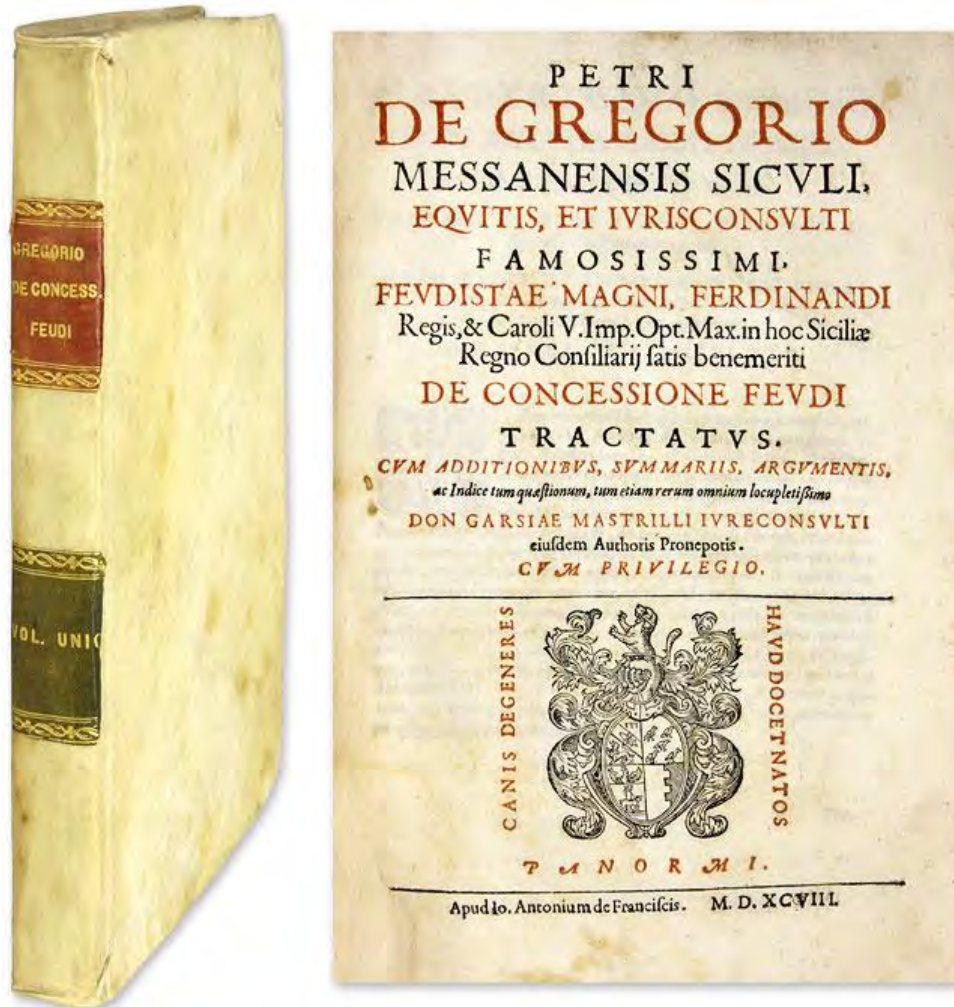 GREGORIO
DE CONCESS.
FEUDI
VOL. UNIC
PETRI
DE GREGORIO
MESSANENSIS SICVLI,
EQVITIS, ET IVRISCONSVLTI
FAMOSISSIMI,
FEVDISTAE MAGNI, FERDINANDI
Regis, & Caroli V. Imp. Opt. Max. in hoc Siciliæ
Regno Conſiliarij ſatis benemeriti
DE CONCESSIONE FEVDI
TRACTATVS.
CVM ADDITIONIBVS, SVMMARIIS, ARGVMENTIS,
ac Indice tum quæſtionum, tum etiam rerum omnium locupletiſſimo
DON GARSIAE MASTRILLI IVRECONSVLTI
eiuſdem Authoris Pronepotis.
CVM PRIVILEGIO.
CANIS DEGENERES
HAVD DOCET NATOS
PANORMI.
Apud Io. Antonium de Franciſcis. M. D. XCVIII.